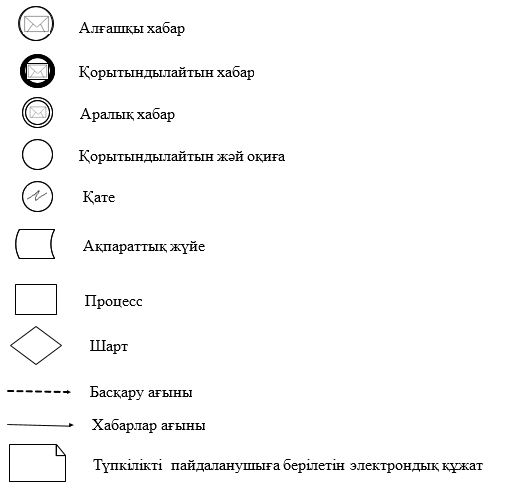 Алғашқы хабар
Қорытындылайтын хабар
Аралық хабар
Қорытындылайтын жәй оқиға
Қате
Ақпараттық жүйе
Процесс
Шарт
Басқару ағыны
Хабарлар ағыны
Түпкілікті пайдаланушыға берілетін электрондық құжат